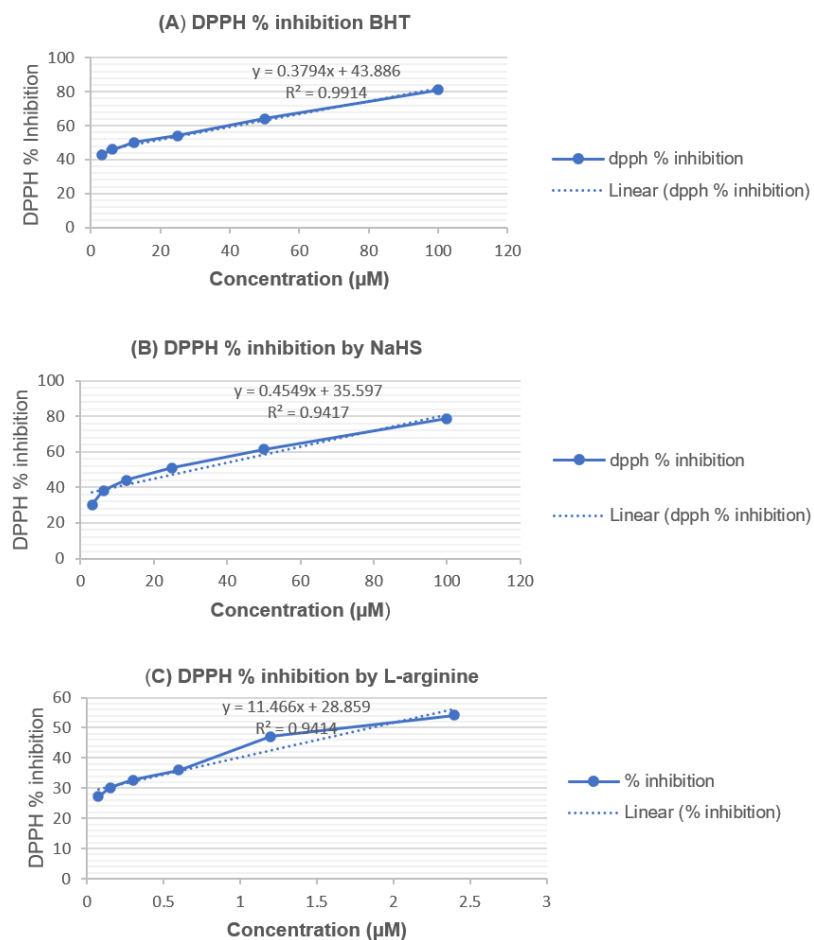 (A) DPPH % inhibition BHT
y = 0.3794x + 43.886
R² = 0.9914
100
80
60
40
20
0
DPPH % Inhibition
0 20 40 60 80 100 120
Concentration (µM)
dpph % inhibition
Linear (dpph % inhibition)
(B) DPPH % inhibition by NaHS
y = 0.4549x + 35.597
R² = 0.9417
100
80
60
40
20
0
DPPH % inhibition
0 20 40 60 80 100 120
Concentration (µM)
dpph % inhibition
Linear (dpph % inhibition)
(C) DPPH % inhibition by L-arginine
y = 11.466x + 28.859
R² = 0.9414
60
50
40
30
20
10
0
DPPH % inhibition
0 0.5 1 1.5 2 2.5 3
Concentration (µM)
% inhibition
Linear (% inhibition)